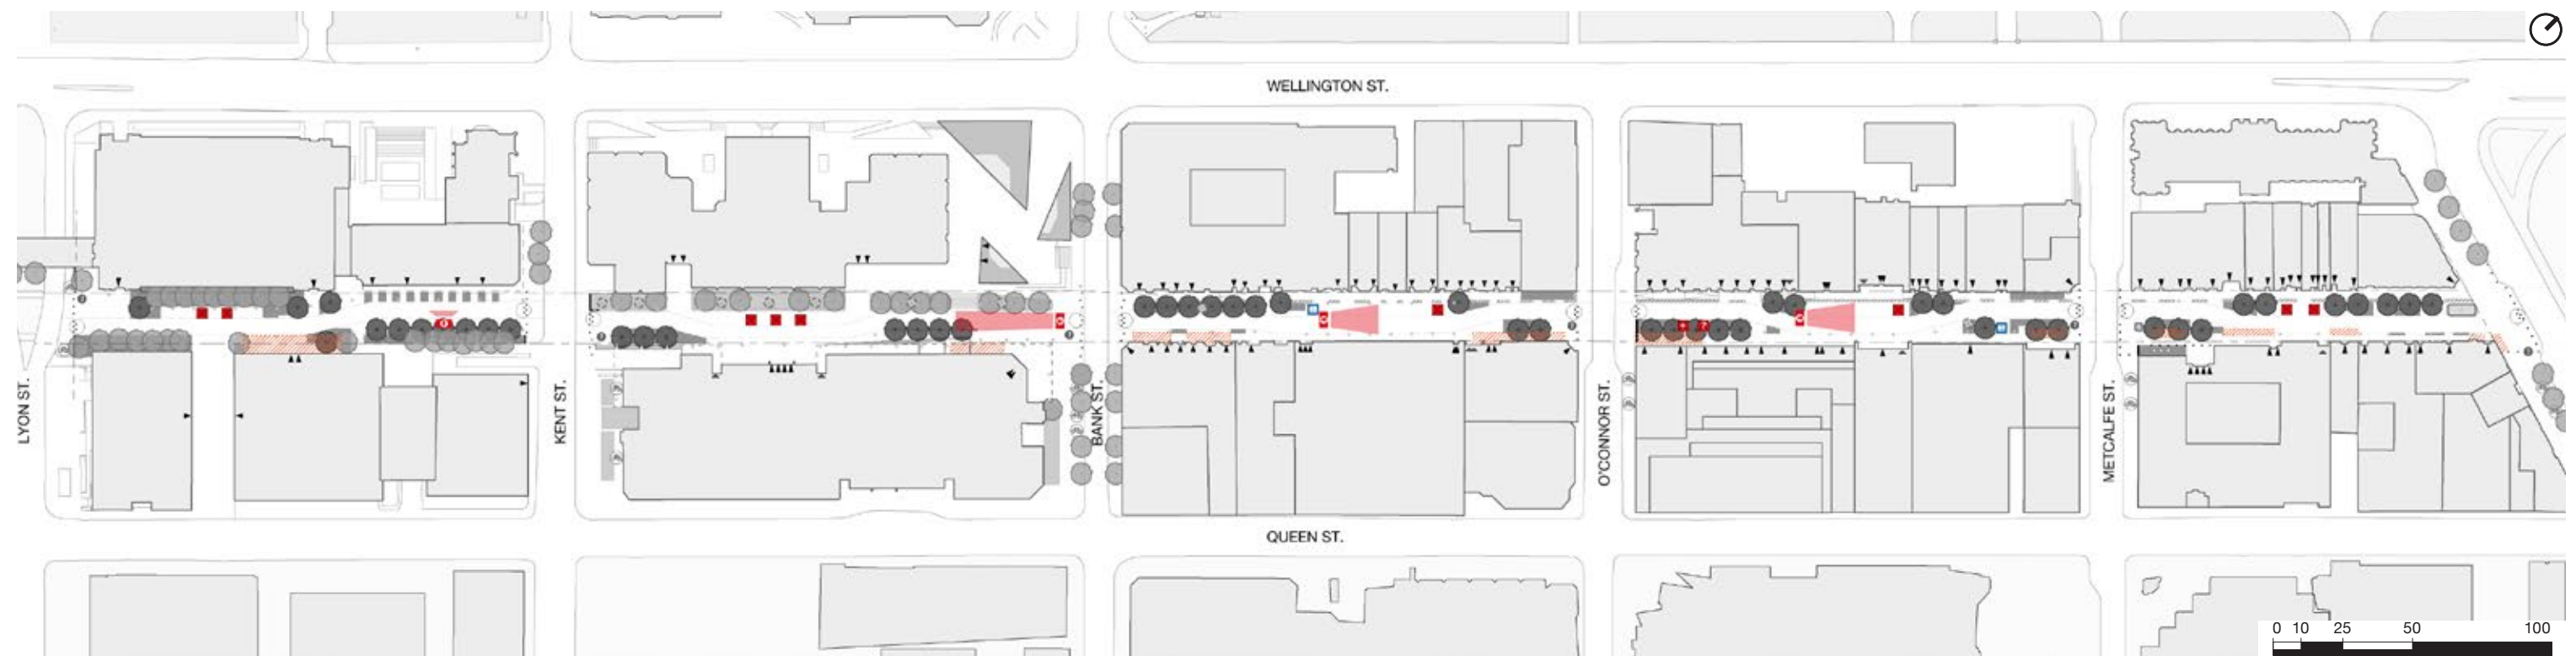 WELLINGTON ST.
LYON ST.
KENT ST.
BANK ST.
O'CONNOR ST.
METCALFE ST.
QUEEN ST.
0 10 25 50 100